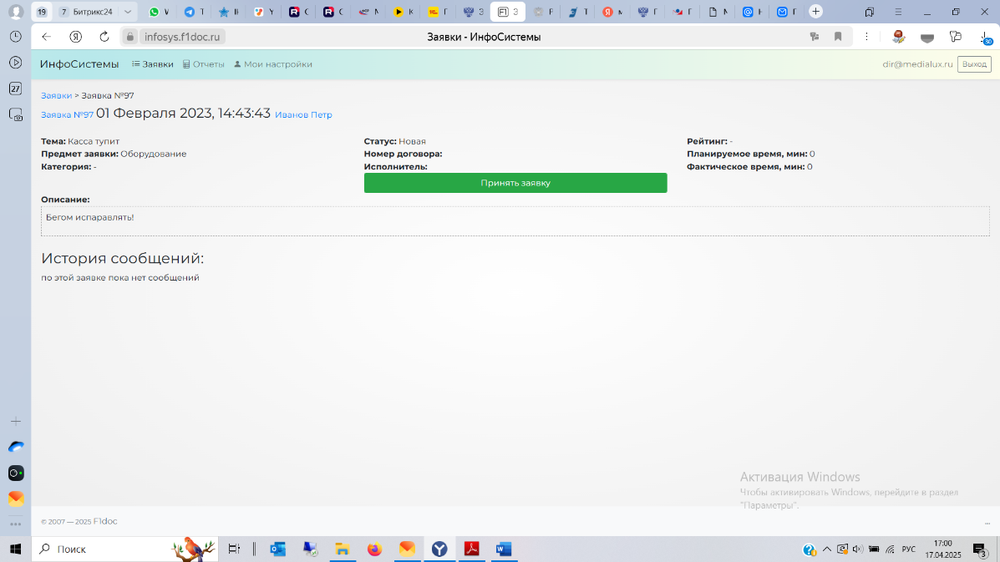 19
7 Битрикс24
infosys.f1doc.ru
Заявки - ИнфоСистемы
30
27
ИнфоСистемы Заявки Отчеты Мои настройки
dir@medialux.ru Выход
Заявки > Заявка №97
Заявка №97 01 Февраля 2023, 14:43:43 Иванов Петр
Тема: Касса тупит
Предмет заявки: Оборудование
Категория: -
Статус: Новая
Номер договора:
Исполнитель:
Принять заявку
Рейтинг: -
Планируемое время, мин: 0
Фактическое время, мин: 0
Описание:
Бегом испаравлять!
История сообщений:
по этой заявке пока нет сообщений
Активация Windows
Чтобы активировать Windows, перейдите в раздел
"Параметры".
© 2007 — 2025 F1doc
...
Поиск
РУС
17:00
17.04.2025
3